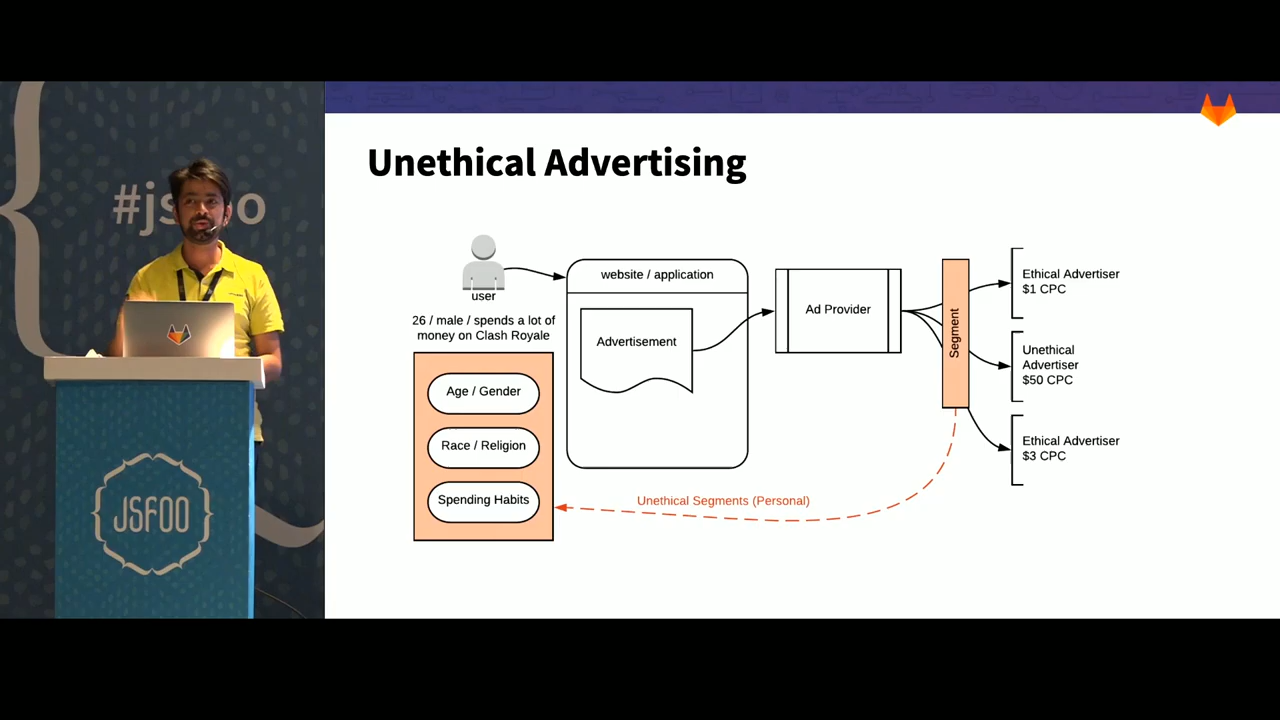 #js o
JSFOO
Unethical Advertising
user
26 / male / spends a lot of
money on Clash Royale
Age / Gender
Race / Religion
Spending Habits
website / application
Advertisement
Ad Provider
Segment
Ethical Advertiser
$1 CPC
Unethical
Advertiser
$50 CPC
Ethical Advertiser
$3 CPC
Unethical Segments (Personal)